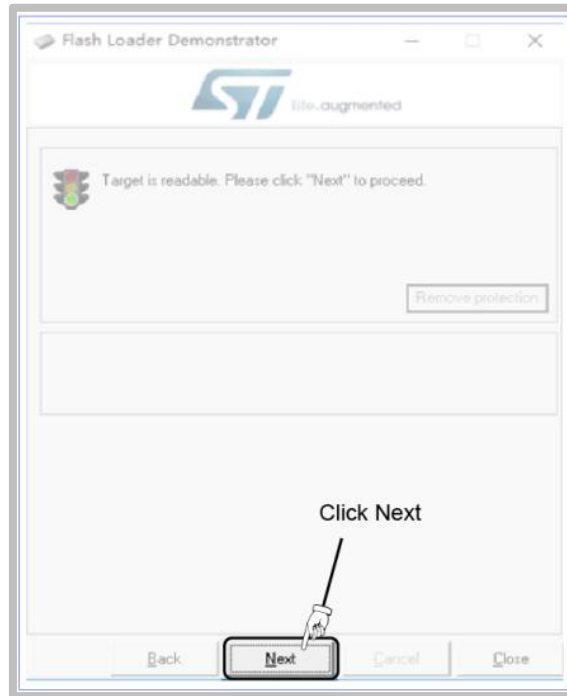 Flash Loader Demonstrator
life.augmented
Target is readable. Please click "Next" to proceed.
Remove protection
Click Next
Back
Next
Cancel
Close